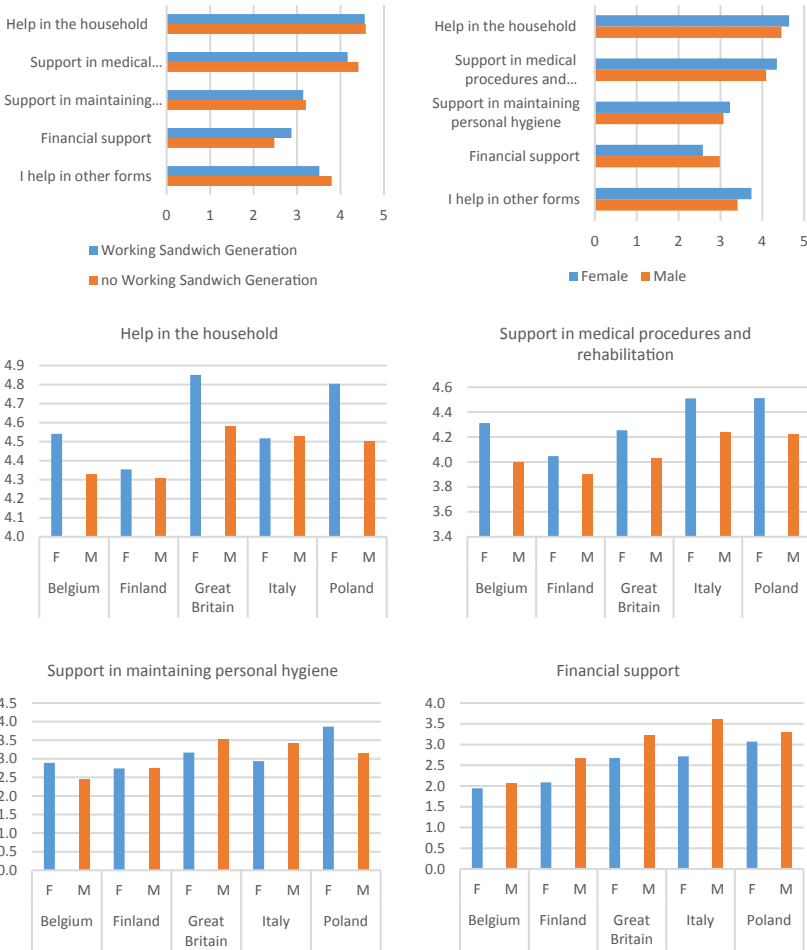 Help in the household
Support in medical...
Support in maintaining...
Financial support
I help in other forms
0 1 2 3 4 5
Working Sandwich Generation
no Working Sandwich Generation
Help in the household
Support in medical
procedures and...
Support in maintaining
personal hygiene
Financial support
I help in other forms
0 1 2 3 4 5
Female Male
Help in the household
4.9
4.8
4.7
4.6
4.5
4.4
4.3
4.2
4.1
4.0
F M F M F M F M F M
Belgium Finland Great Italy Poland
Britain
Support in medical procedures and
rehabilitation
4.6
4.4
4.2
4.0
3.8
3.6
3.4
F M F M F M F M F M
Belgium Finland Great Italy Poland
Britain
Support in maintaining personal hygiene
4.5
4.0
3.5
3.0
2.5
2.0
1.5
1.0
0.5
0.0
F M F M F M F M F M
Belgium Finland Great Italy Poland
Britain
Financial support
4.0
3.5
3.0
2.5
2.0
1.5
1.0
0.5
0.0
F M F M F M F M F M
Belgium Finland Great Italy Poland
Britain